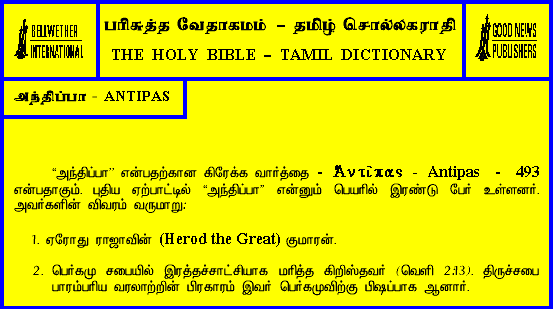 BELLWETHER
INTERNATIONAL
பரிசுத்த வேதாகமம் – தமிழ் சொல்லகராதி
THE HOLY BIBLE – TAMIL DICTIONARY
GOOD NEWS
PUBLISHERS
அந்திப்பா - ANTIPAS
“அந்திப்பா” என்பதற்கான கிரேக்க வார்த்தை - Ἀντίπας - Antipas - 493
என்பதாகும். புதிய ஏற்பாட்டில் “அந்திப்பா” என்னும் பெயரில் இரண்டு பேர் உள்ளனர்.
அவர்களின் விவரம் வருமாறு:
1. ஏரோது ராஜாவின் (Herod the Great) குமாரன்.
2. பெர்கமு சபையில் இரத்தச்சாட்சியாக மரித்த கிறிஸ்தவர் (வெளி 2:13). திருச்சபை
பாரம்பரிய வரலாற்றின் பிரகாரம் இவர் பெர்கமுவிற்கு பிஷப்பாக ஆனார்.